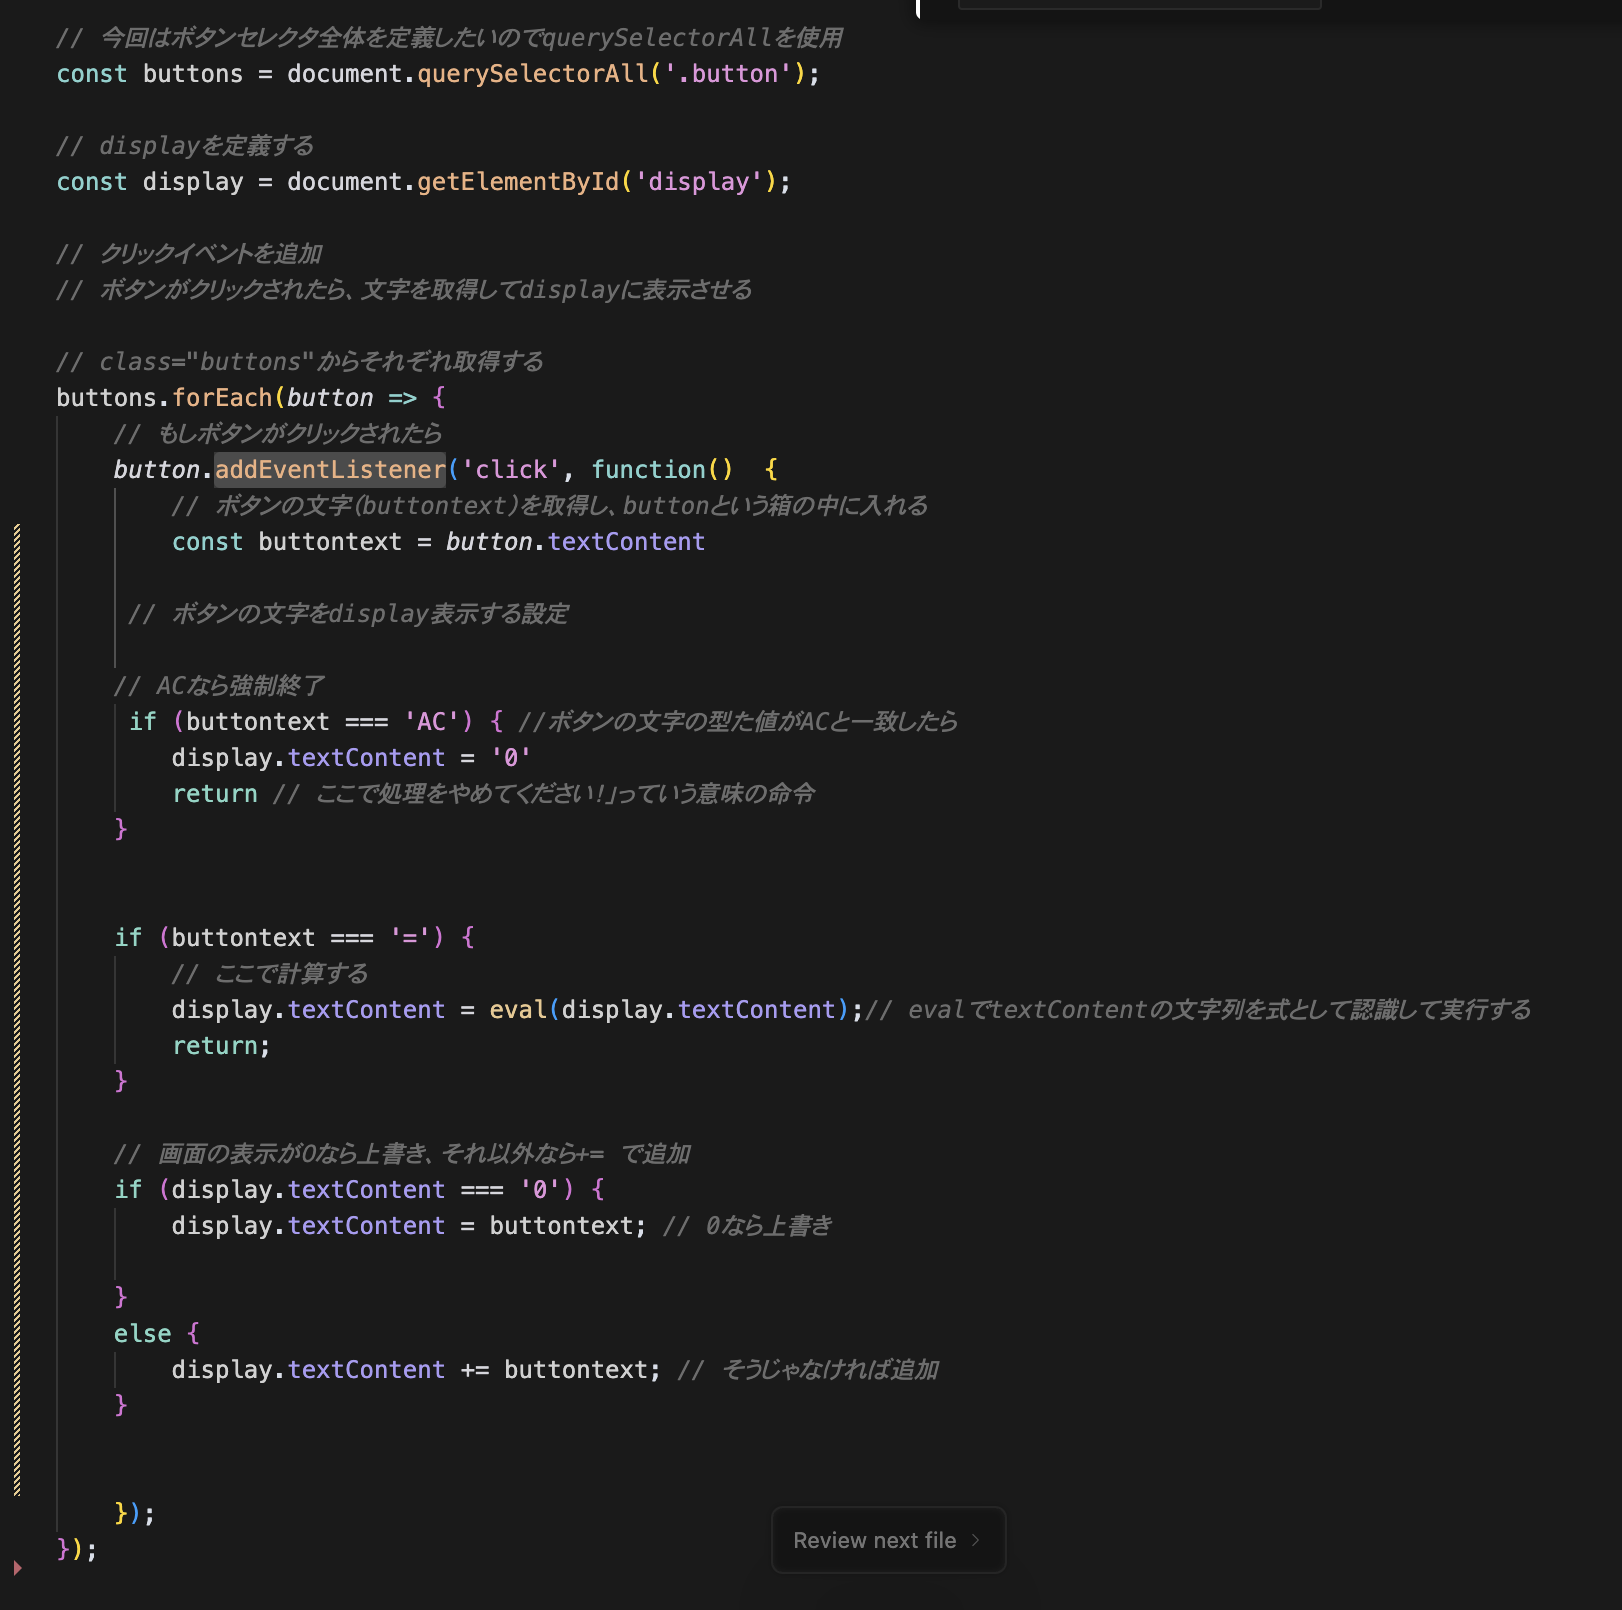 // 今回はボタンセレクタ全体を定義したいのでquerySelectorAllを使用
const buttons = document.querySelectorAll('.button');
// displayを定義する
const display = document.getElementById('display');
// クリックイベントを追加
// ボタンがクリックされたら、文字を取得してdisplayに表示させる
// class="buttons"からそれぞれ取得する
buttons.forEach(button => {
// もしボタンがクリックされたら
button.addEventListener('click', function()  {
// ボタンの文字(buttontext)を取得し、buttonという箱の中に入れる
const buttontext = button.textContent
// ボタンの文字をdisplay表示する設定
// ACなら強制終了
if (buttontext === 'AC') { //ボタンの文字の型た値がACと一致したら
display.textContent = '0'
return // ここで処理をやめてください！」っていう意味の命令
}
if (buttontext === '=') {
// ここで計算する
display.textContent = eval(display.textContent);// evalでtextContentの文字列を式として認識して実行する
return;
}
// 画面の表示が0なら上書き、それ以外なら+= で追加
if (display.textContent === '0') {
display.textContent = buttontext; // 0なら上書き
}
else {
display.textContent += buttontext; // そうじゃなければ追加
}
});
});
Review next file